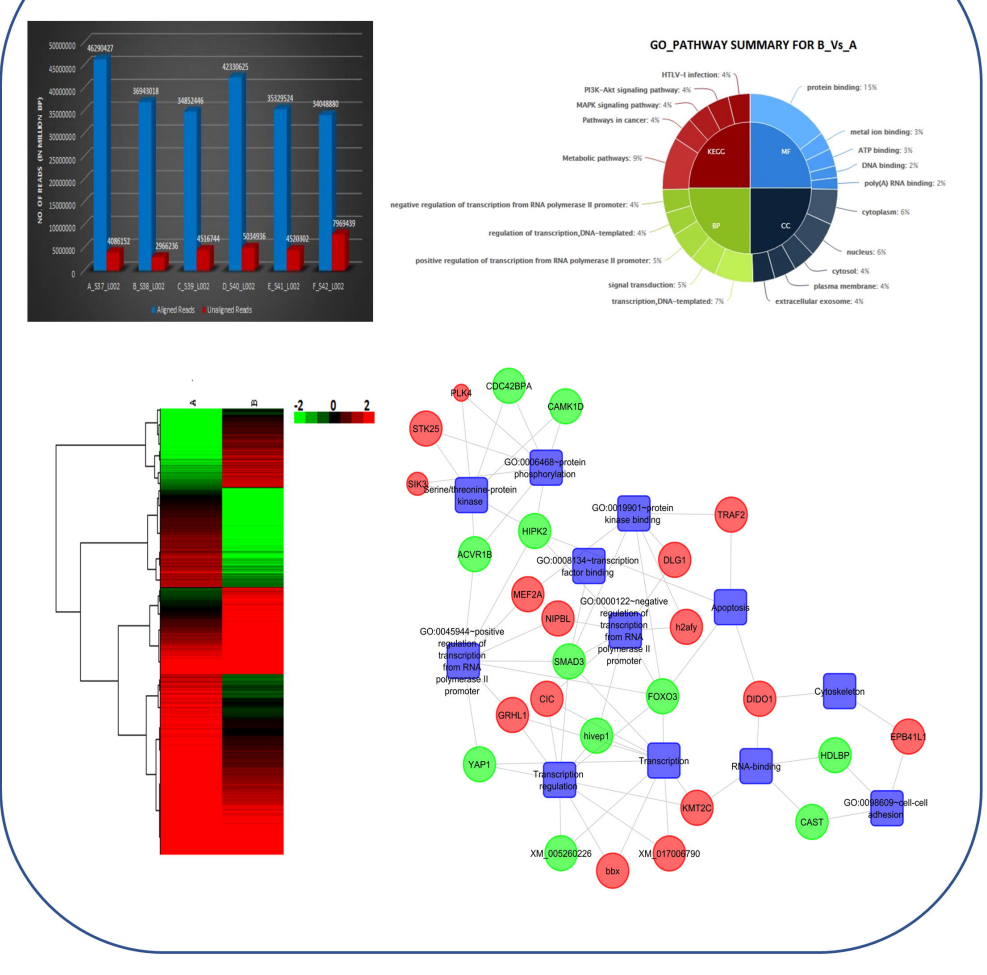 NO. OF READS (IN MILLION BP)
50000000
45000000
40000000
35000000
30000000
25000000
20000000
15000000
10000000
5000000
0
46290427
4086152
36943018
2966236
34852446
4516744
42330625
5034936
35329524
4520302
34048880
7969439
A_S37_L002
B_S38_L002
C_S39_L002
D_S40_L002
E_S41_L002
F_S42_L002
Aligned Reads
Unaligned Reads
GO_PATHWAY SUMMARY FOR B_Vs_A
HTLV-I infection: 4%
PI3K-Akt signaling pathway: 4%
MAPK signaling pathway: 4%
Pathways in cancer: 4%
Metabolic pathways: 9%
negative regulation of transcription from RNA polymerase II promoter: 4%
regulation of transcription,DNA-templated: 4%
positive regulation of transcription from RNA polymerase II promoter: 5%
signal transduction: 5%
transcription,DNA-templated: 7%
protein binding: 15%
metal ion binding: 3%
ATP binding: 3%
DNA binding: 2%
poly(A) RNA binding: 2%
cytoplasm: 6%
nucleus: 6%
cytosol: 4%
plasma membrane: 4%
extracellular exosome: 4%
KEGG
MF
BP
CC
A
B
-2
0
2
PLK4
CDC42BPA
CAMK1D
STK25
SIK3
GO:0006468~protein
phosphorylation
Serine/threonine-protein
kinase
HIPK2
ACVR1B
GO:0019901~protein
kinase binding
TRAF2
GO:0008134~transcription
factor binding
DLG1
MEF2A
NIPBL
GO:0000122~negative
regulation of
transcription
from RNA
polymerase II
promoter
Apoptosis
h2afy
GO:0045944~positive
regulation of
transcription
from RNA
polymerase II
promoter
SMAD3
FOXO3
CIC
GRHL1
hivep1
DIDO1
Cytoskeleton
EPB41L1
YAP1
Transcription
regulation
Transcription
RNA-binding
HDLBP
KMT2C
CAST
GO:0098609~cell-cell
adhesion
XM_005260226
bbx
XM_017006790